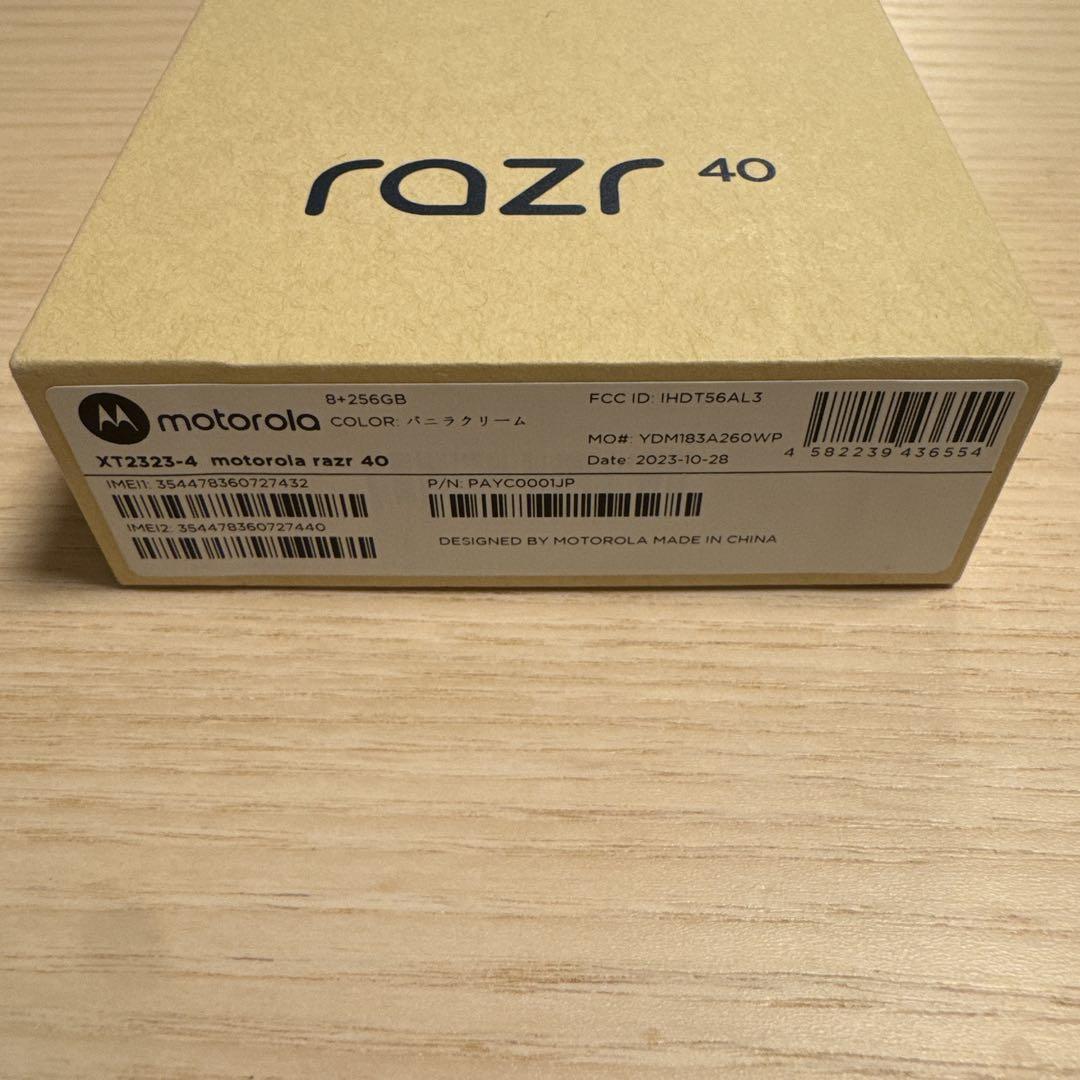 razr 40
motorola
8+256GB
COLOR: バニラクリーム
FCC ID: IHDT56AL3
MO#: YDM183A260WP
Date: 2023-10-28
4 582239 436554
XT2323-4 motorola razr 40
IMEI1: 354478360727432
IMEI2: 354478360727440
P/N: PAYC0001JP
DESIGNED BY MOTOROLA MADE IN CHINA